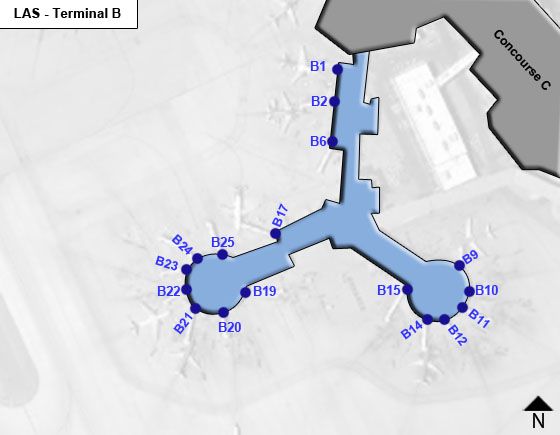 LAS - Terminal B
Concourse C
B1
B2
B6
B17
B25
B24
B23
B22
B21
B20
B19
B15
B14
B12
B11
B10
B9
N